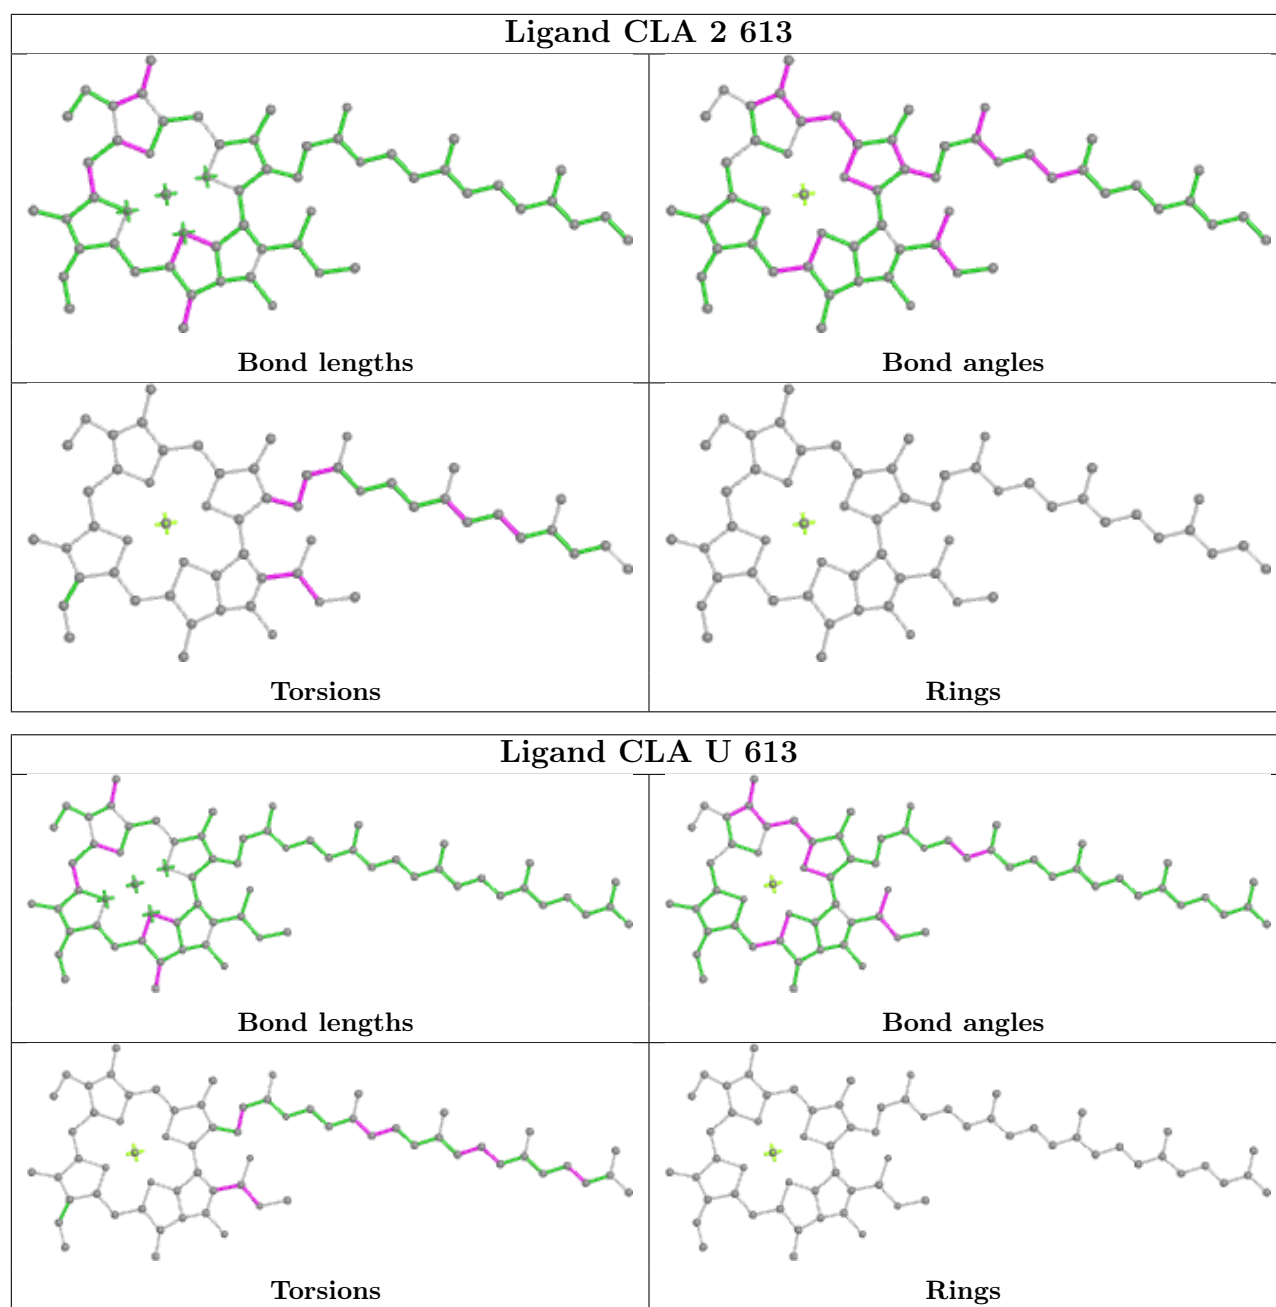 Ligand CLA 2 613
Bond lengths
Bond angles
Torsions
Rings
Ligand CLA U 613
Bond lengths
Bond angles
Torsions
Rings